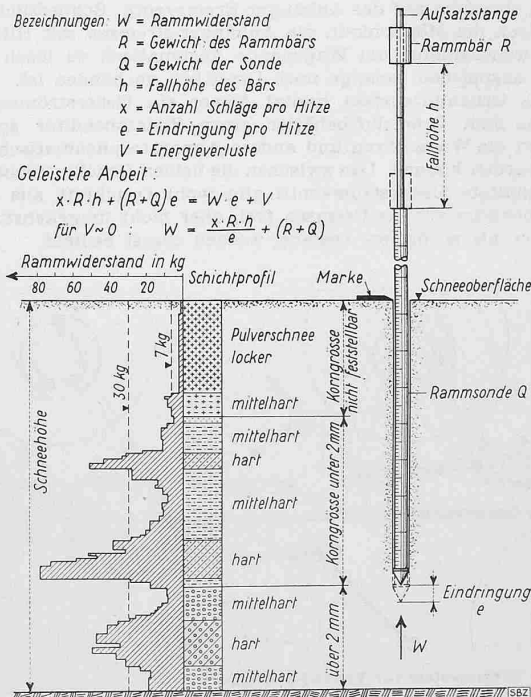 Bezeichnungen: W = Rammwiderstand
R = Gewicht des Rammbärs
Q = Gewicht der Sonde
h = Fallhöhe des Bärs
x = Anzahl Schläge pro Hitze
e = Eindringung pro Hitze
V = Energieverluste
Geleistete Arbeit:
x·R·h + (R+Q)e = W·e + V
für V~0 : W = x·R·h / e + (R+Q)
Aufsatzstange
Rammbär R
Fallhöhe h
Rammwiderstand in kg
80 60 40 20
Schichtprofil
Marke
Schneeoberfläche
Schneehöhe
30 kg
7 kg
Pulverschnee
locker
mittelhart
mittelhart
hart
mittelhart
hart
mittelhart
hart
mittelhart
Korngrösse
nicht feststellbar
Korngrösse unter 2mm
über 2 mm
Rammsonde Q
Eindringung
e
W
SBZ